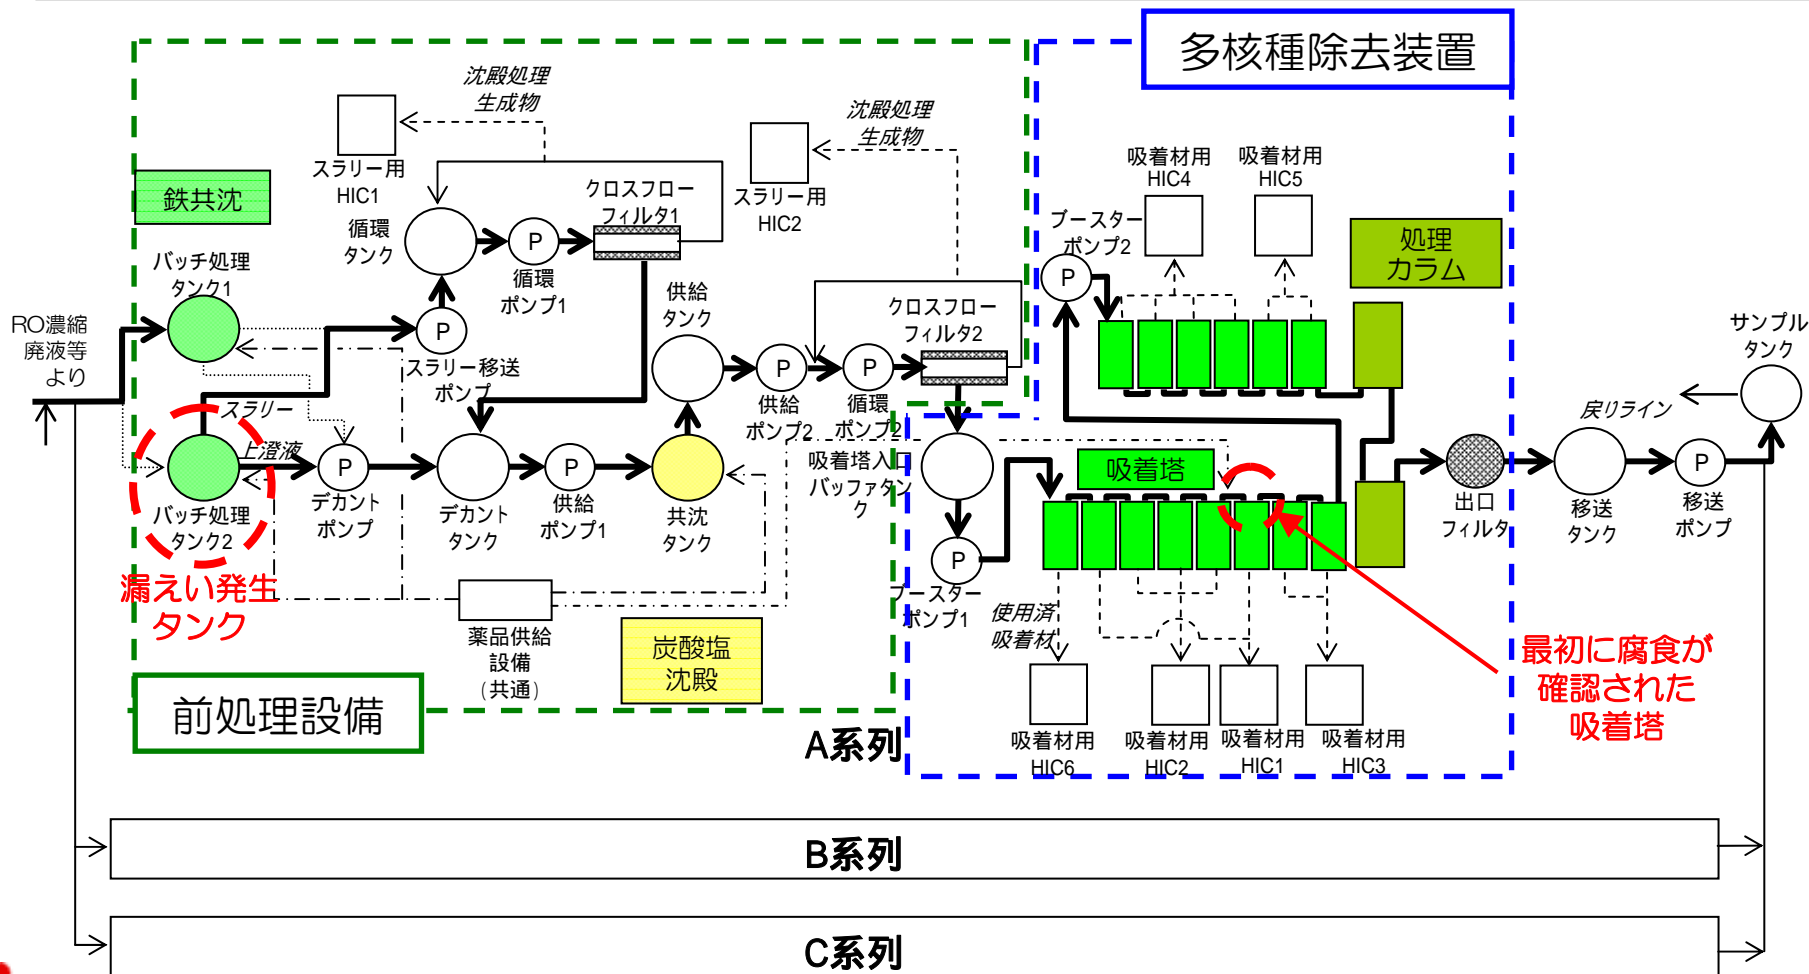 多核種除去装置
沈殿処理
生成物
沈殿処理
生成物
スラリー用
HIC1
スラリー用
HIC2
吸着材用
HIC4
吸着材用
HIC5
鉄共沈
クロスフロー
フィルタ1
循環
タンク
P
循環
ポンプ1
ブースター
ポンプ2
P
処理
カラム
バッチ処理
タンク1
RO濃縮
廃液等
より
P
スラリー移送
ポンプ
供給
タンク
クロスフロー
フィルタ2
P
供給
ポンプ2
P
循環
ポンプ2
サンプル
タンク
戻りライン
スラリー
上澄液
バッチ処理
タンク2
P
デカント
ポンプ
デカント
タンク
P
供給
ポンプ1
共沈
タンク
吸着塔入口
バッファタン
ク
吸着塔
出口
フィルタ
移送
タンク
P
移送
ポンプ
漏えい発生
タンク
P
ブースター
ポンプ1
使用済
吸着材
薬品供給
設備
（共通）
炭酸塩
沈殿
最初に腐食が
確認された
吸着塔
前処理設備
A系列
吸着材用
HIC6
吸着材用
HIC2
吸着材用
HIC1
吸着材用
HIC3
B系列
C系列